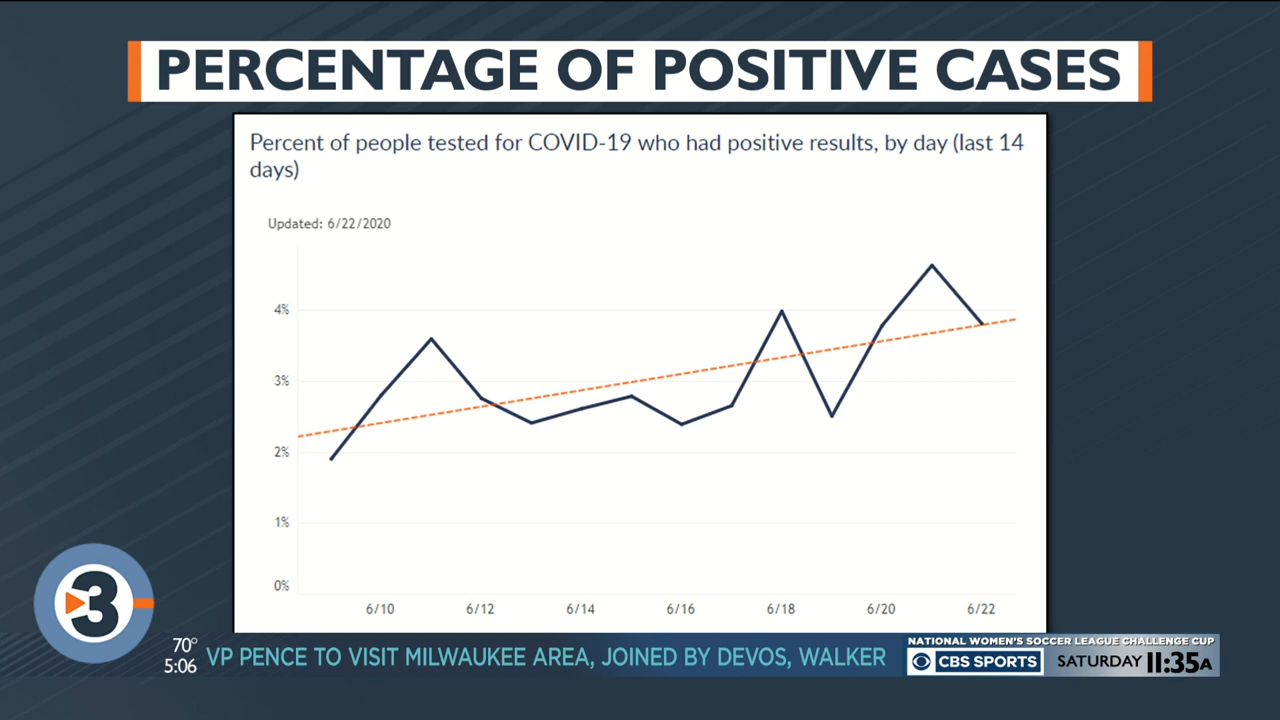 PERCENTAGE OF POSITIVE CASES
Percent of people tested for COVID-19 who had positive results, by day (last 14
days)
Updated: 6/22/2020
4%
3%
2%
1%
0%
6/10 6/12 6/14 6/16 6/18 6/20 6/22
3
70°
5:06
VP PENCE TO VISIT MILWAUKEE AREA, JOINED BY DEVOS, WALKER
NATIONAL WOMEN'S SOCCER LEAGUE CHALLENGE CUP
CBS SPORTS SATURDAY 11:35A